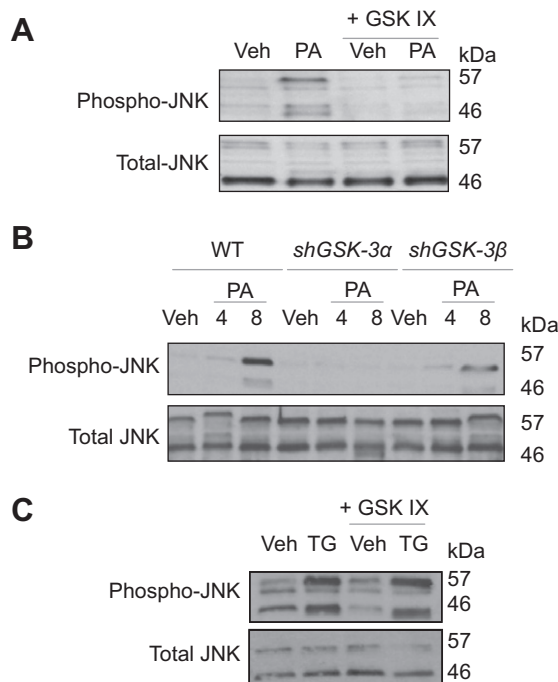 A
+ GSK IX
Veh PA Veh PA kDa
Phospho-JNK 57
46
Total-JNK 57
46
B
WT shGSK-3α shGSK-3β
PA PA PA
Veh 4 8 Veh 4 8 Veh 4 8 kDa
Phospho-JNK 57
46
Total JNK 57
46
C
+ GSK IX
Veh TG Veh TG kDa
Phospho-JNK 57
46
Total JNK 57
46